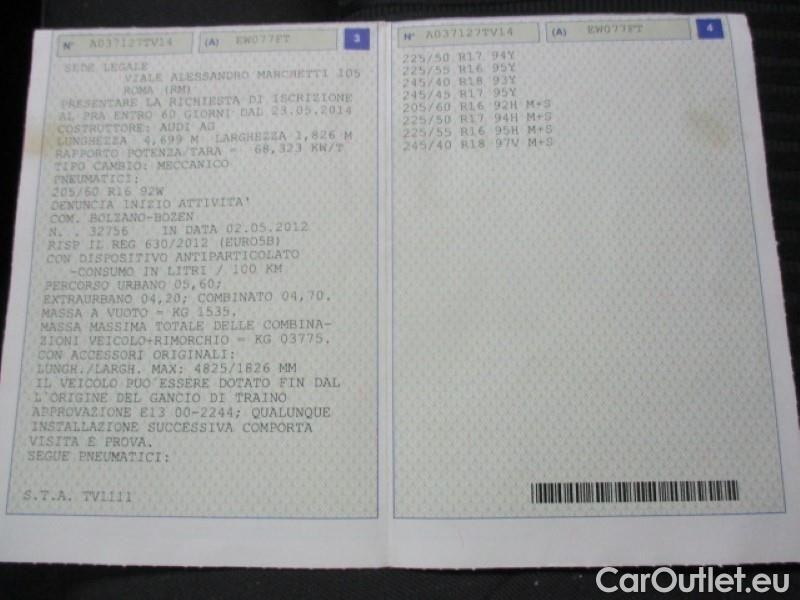 N° A037127TV14 (A) EW077FT 3
SEDE LEGALE
VIALE ALESSANDRO MARCHETTI 105
ROMA (RM)
PRESENTARE LA RICHIESTA DI ISCRIZIONE
AL PRA ENTRO 60 GIORNI DAL 23.05.2014
COSTRUTTORE: AUDI AG
LUNGHEZZA 4,699 M LARGHEZZA 1,826 M
RAPPORTO POTENZA/TARA = 68,323 KW/T
TIPO CAMBIO: MECCANICO
PNEUMATICI:
205/60 R16 92W
DENUNCIA INIZIO ATTIVITA'
COM. BOLZANO-BOZEN
N. . 32756 IN DATA 02.05.2012
RISP IL REG 630/2012 (EURO5B)
CON DISPOSITIVO ANTIPARTICOLATO
-CONSUMO IN LITRI / 100 KM
PERCORSO URBANO 05,60;
EXTRAURBANO 04,20; COMBINATO 04,70.
MASSA A VUOTO = KG 1535.
MASSA MASSIMA TOTALE DELLE COMBINA-
ZIONI VEICOLO+RIMORCHIO = KG 03775.
CON ACCESSORI ORIGINALI:
LUNGH./LARGH. MAX: 4825/1826 MM
IL VEICOLO PUO'ESSERE DOTATO FIN DAL
L'ORIGINE DEL GANCIO DI TRAINO
APPROVAZIONE E13 00-2244; QUALUNQUE
INSTALLAZIONE SUCCESSIVA COMPORTA
VISITA E PROVA.
SEGUE PNEUMATICI:
S.T.A. TV1111
N° A037127TV14 (A) EW077FT 4
225/50 R17 94Y
225/55 R16 95Y
245/40 R18 93Y
245/45 R17 95Y
205/60 R16 92H M+S
225/50 R17 94H M+S
225/55 R16 95H M+S
245/40 R18 97V M+S
CarOutlet.eu